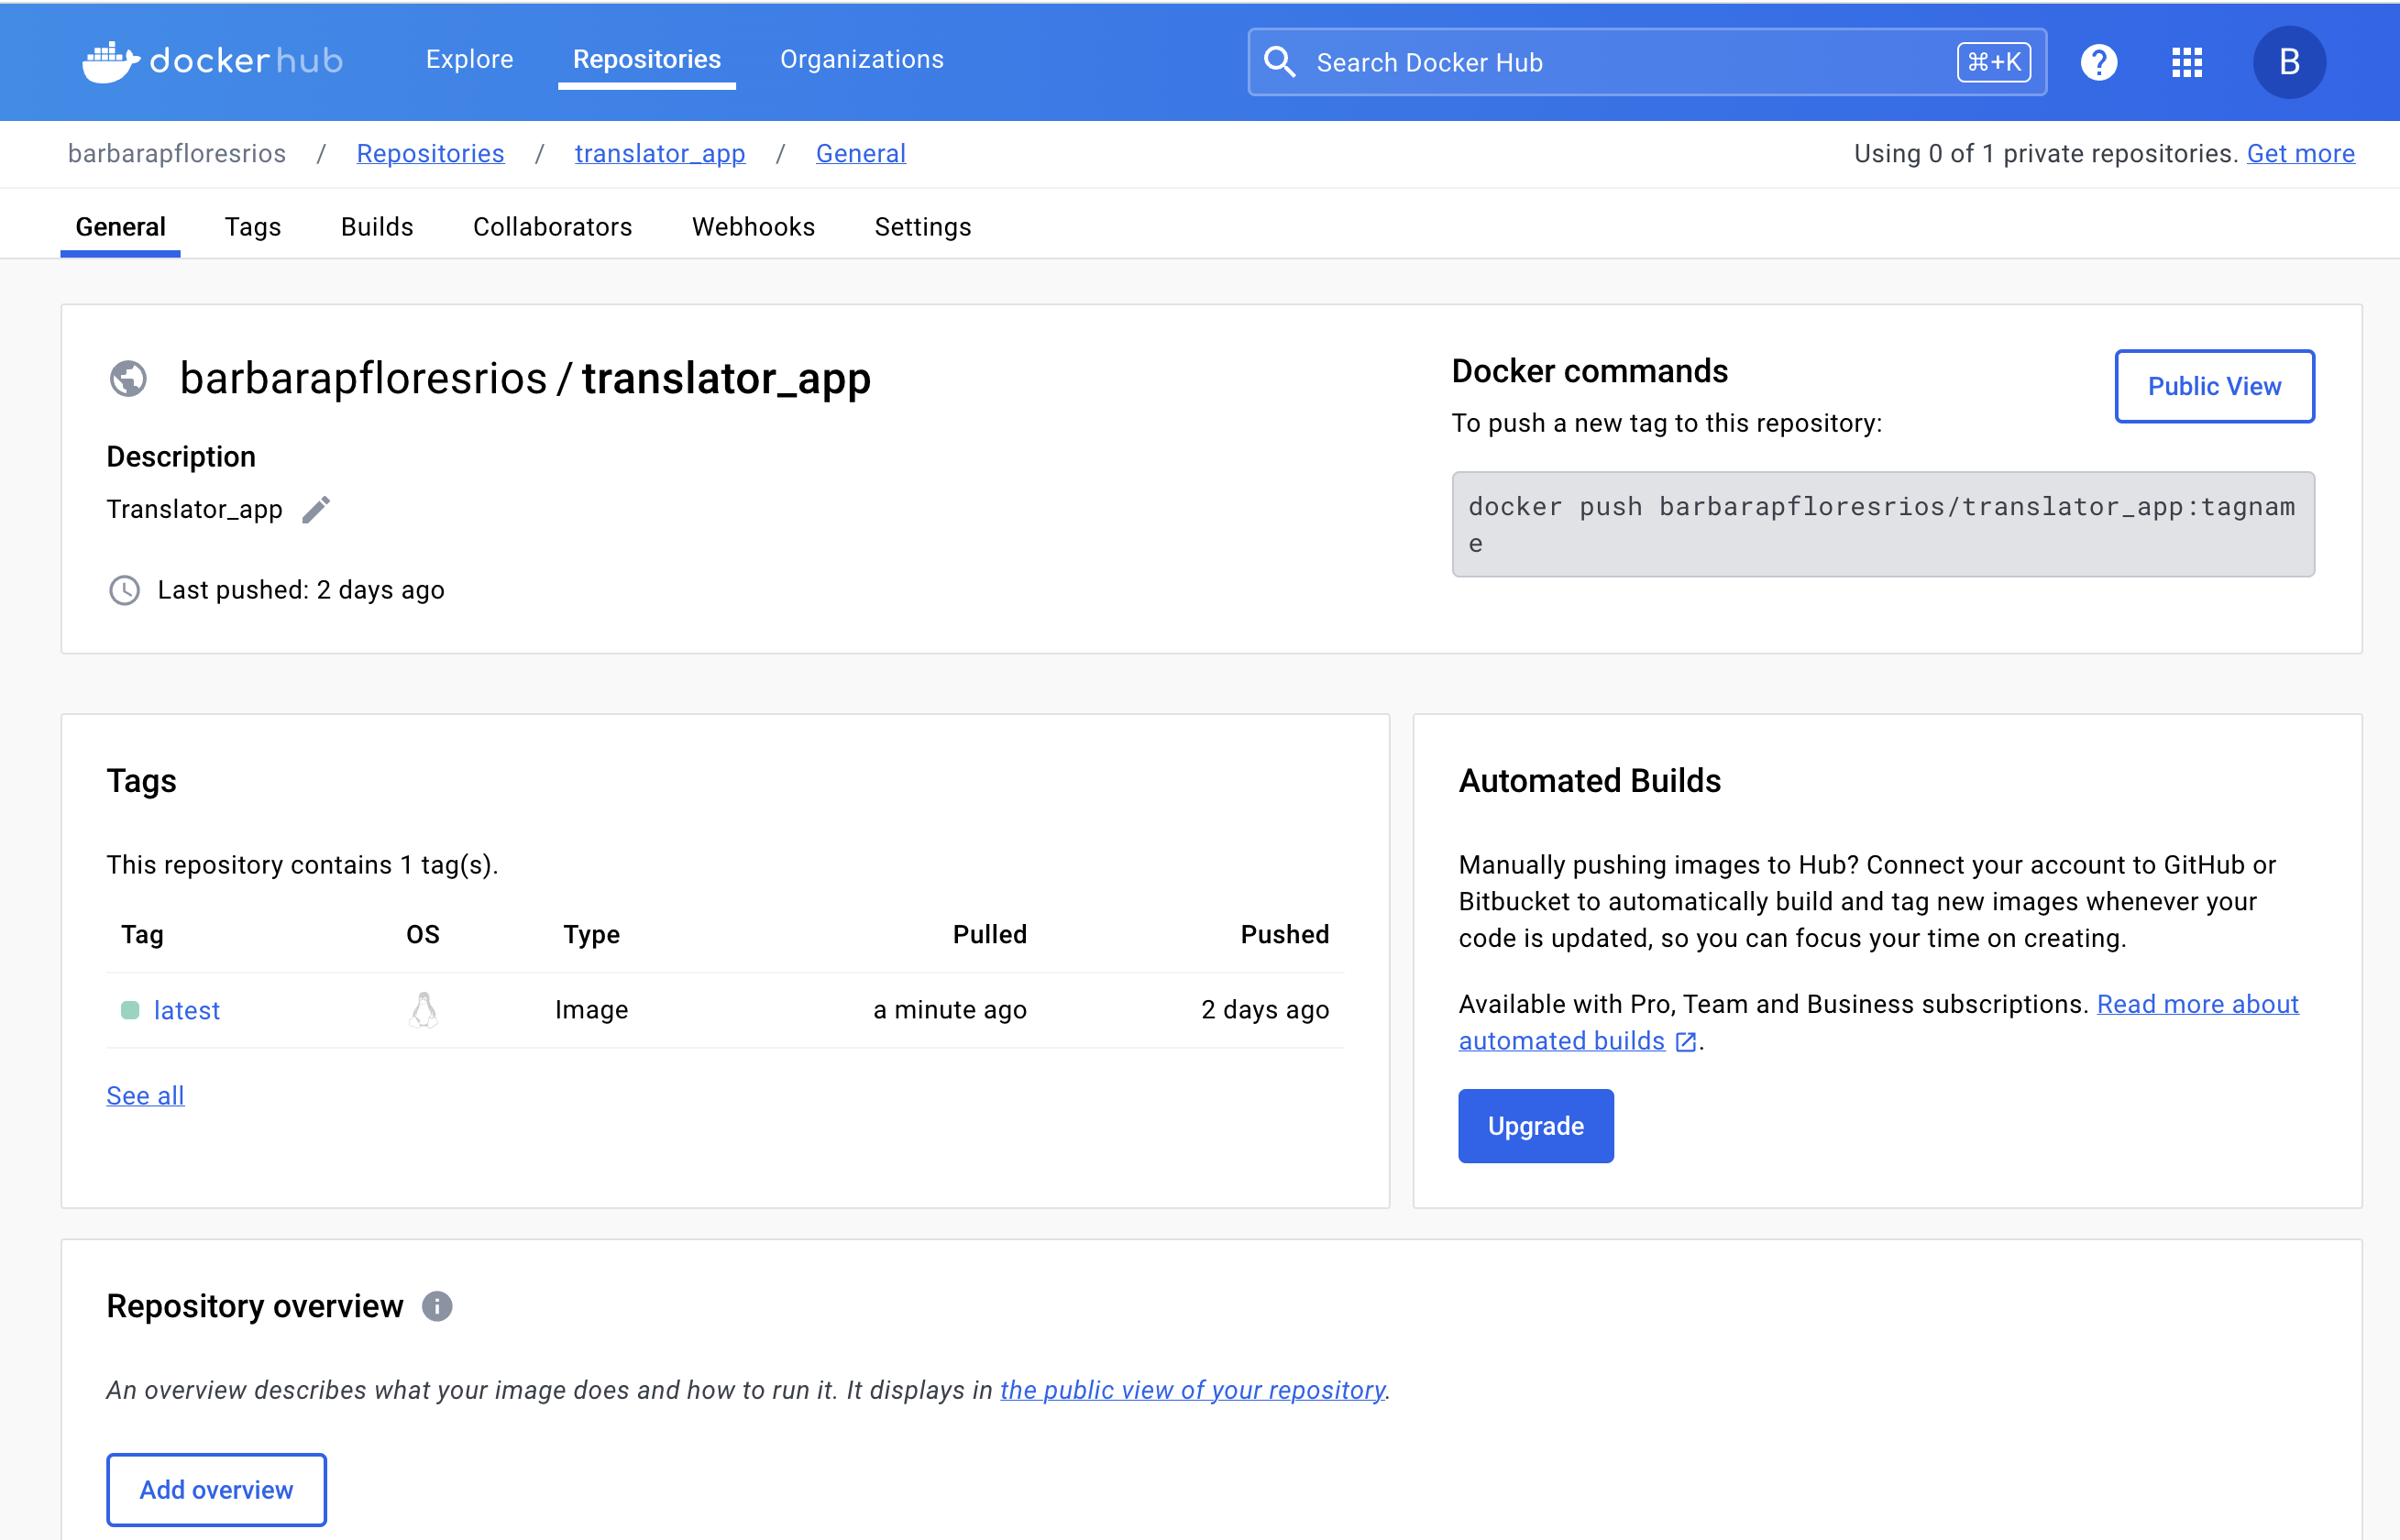 dockerhub Explore Repositories Organizations Search Docker Hub ⌘+K ? B
barbarapfloresrios / Repositories / translator_app / General Using 0 of 1 private repositories. Get more
General Tags Builds Collaborators Webhooks Settings
barbarapfloresrios / translator_app
Description
Translator_app
Last pushed: 2 days ago
Docker commands
Public View
To push a new tag to this repository:
docker push barbarapfloresrios/translator_app:tagnam
e
Tags
This repository contains 1 tag(s).
Tag OS Type Pulled Pushed
latest Image a minute ago 2 days ago
See all
Automated Builds
Manually pushing images to Hub? Connect your account to GitHub or
Bitbucket to automatically build and tag new images whenever your
code is updated, so you can focus your time on creating.
Available with Pro, Team and Business subscriptions. Read more about
automated builds .
Upgrade
Repository overview i
An overview describes what your image does and how to run it. It displays in the public view of your repository.
Add overview